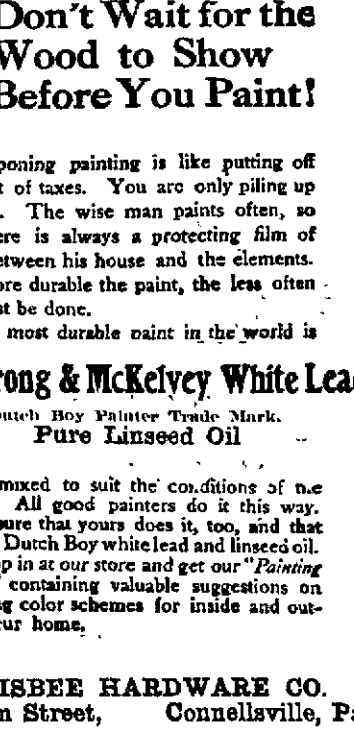 Don't Wait for the
Wood to Show
Before You Paint!
poning painting is like putting off
t of taxes. You are only piling up
. The wise man paints often, so
ere is always a protecting film of
etween his house and the elements.
ore durable the paint, the less often
st be done.
most durable paint in the world is
rong & McKelvey White Lea
utch Boy Painter Trade Mark.
Pure Linseed Oil
mixed to suit the conditions of
All good painters do it this way.
sure that yours does it, too, and that
Dutch Boy white lead and linseed oil.
p in at our store and get our "Painting
containing valuable suggestions on
g color schemes for inside and out-
ur home.
ISBEE HARDWARE CO.
n Street, Connellsville, Pa